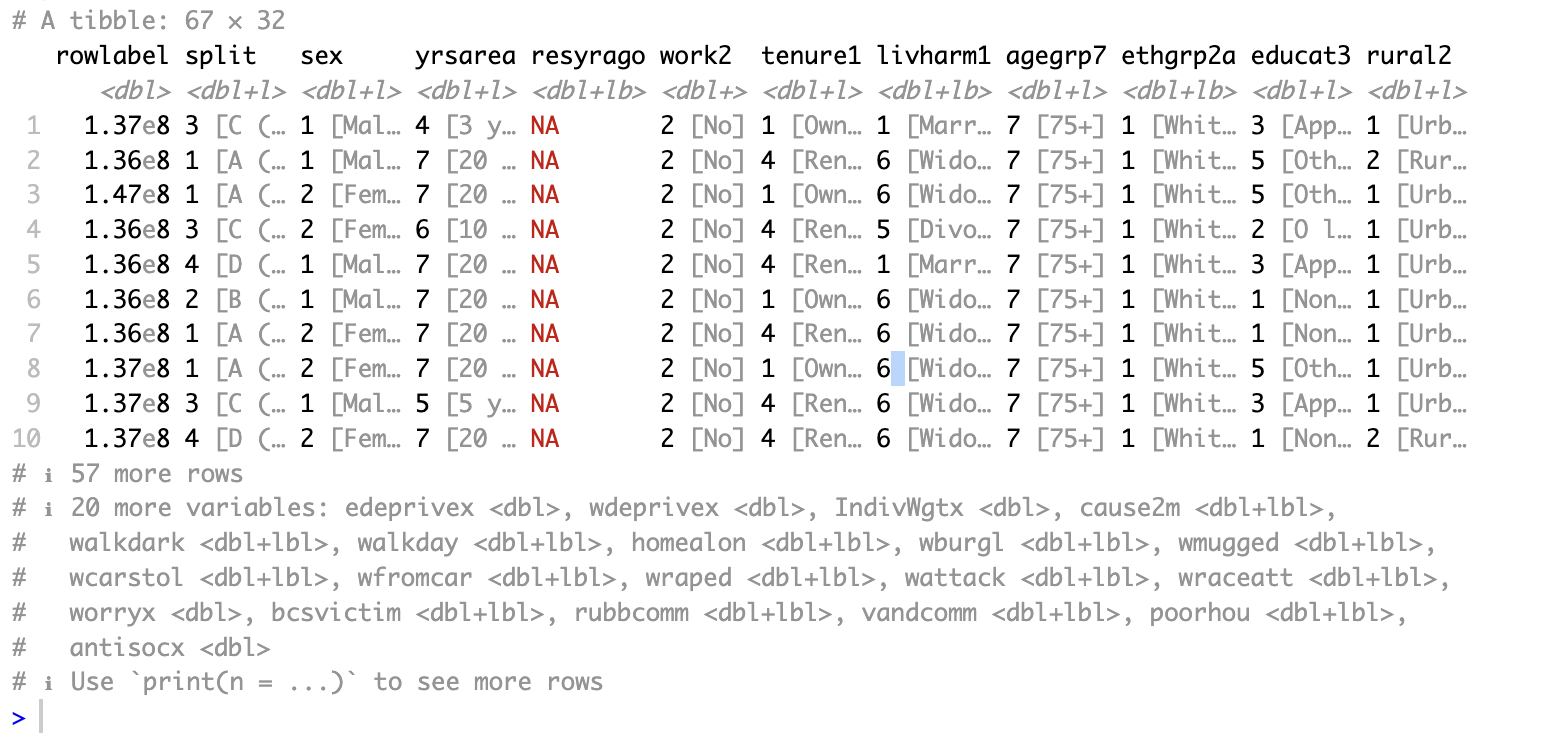 # A tibble: 67 × 32
rowlabel split sex yrsarea resyrago work2 tenure1 livharm1 agegrp7 ethgrp2a educat3 rural2
<dbl> <dbl+l> <dbl+l> <dbl+l> <dbl+lb> <dbl+> <dbl+l> <dbl+lb> <dbl+l> <dbl+lb> <dbl+l> <dbl+l>
1 1.37e8 3 [C (… 1 [Mal… 4 [3 y… NA 2 [No] 1 [Own… 1 [Marr… 7 [75+] 1 [Whit… 3 [App… 1 [Urb…
2 1.36e8 1 [A (… 1 [Mal… 7 [20 … NA 2 [No] 4 [Ren… 6 [Wido… 7 [75+] 1 [Whit… 5 [Oth… 2 [Rur…
3 1.47e8 1 [A (… 2 [Fem… 7 [20 … NA 2 [No] 1 [Own… 6 [Wido… 7 [75+] 1 [Whit… 5 [Oth… 1 [Urb…
4 1.36e8 3 [C (… 2 [Fem… 6 [10 … NA 2 [No] 4 [Ren… 5 [Divo… 7 [75+] 1 [Whit… 2 [O l… 1 [Urb…
5 1.36e8 4 [D (… 1 [Mal… 7 [20 … NA 2 [No] 4 [Ren… 1 [Marr… 7 [75+] 1 [Whit… 3 [App… 1 [Urb…
6 1.36e8 2 [B (… 1 [Mal… 7 [20 … NA 2 [No] 1 [Own… 6 [Wido… 7 [75+] 1 [Whit… 1 [Non… 1 [Urb…
7 1.37e8 1 [A (… 2 [Fem… 7 [20 … NA 2 [No] 4 [Ren… 6 [Wido… 7 [75+] 1 [Whit… 1 [Non… 1 [Urb…
8 1.37e8 1 [A (… 2 [Fem… 7 [20 … NA 2 [No] 1 [Own… 6 [Wido… 7 [75+] 1 [Whit… 5 [Oth… 1 [Urb…
9 1.37e8 3 [C (… 1 [Mal… 5 [5 y… NA 2 [No] 4 [Ren… 6 [Wido… 7 [75+] 1 [Whit… 3 [App… 1 [Urb…
10 1.37e8 4 [D (… 2 [Fem… 7 [20 … NA 2 [No] 4 [Ren… 6 [Wido… 7 [75+] 1 [Whit… 1 [Non… 2 [Rur…
# ℹ 57 more rows
# ℹ 20 more variables: edeprivex <dbl>, wdeprivex <dbl>, IndivWgtx <dbl>, cause2m <dbl+lbl>,
# walkdark <dbl+lbl>, walkday <dbl+lbl>, homealon <dbl+lbl>, wburgl <dbl+lbl>, wmugged <dbl+lbl>,
# wcarstol <dbl+lbl>, wfromcar <dbl+lbl>, wraped <dbl+lbl>, wattack <dbl+lbl>, wraceatt <dbl+lbl>,
# worryx <dbl>, bcsvictim <dbl+lbl>, rubbcomm <dbl+lbl>, vandcomm <dbl+lbl>, poorhou <dbl+lbl>,
# antisocx <dbl>
# ℹ Use `print(n = ...)` to see more rows
>